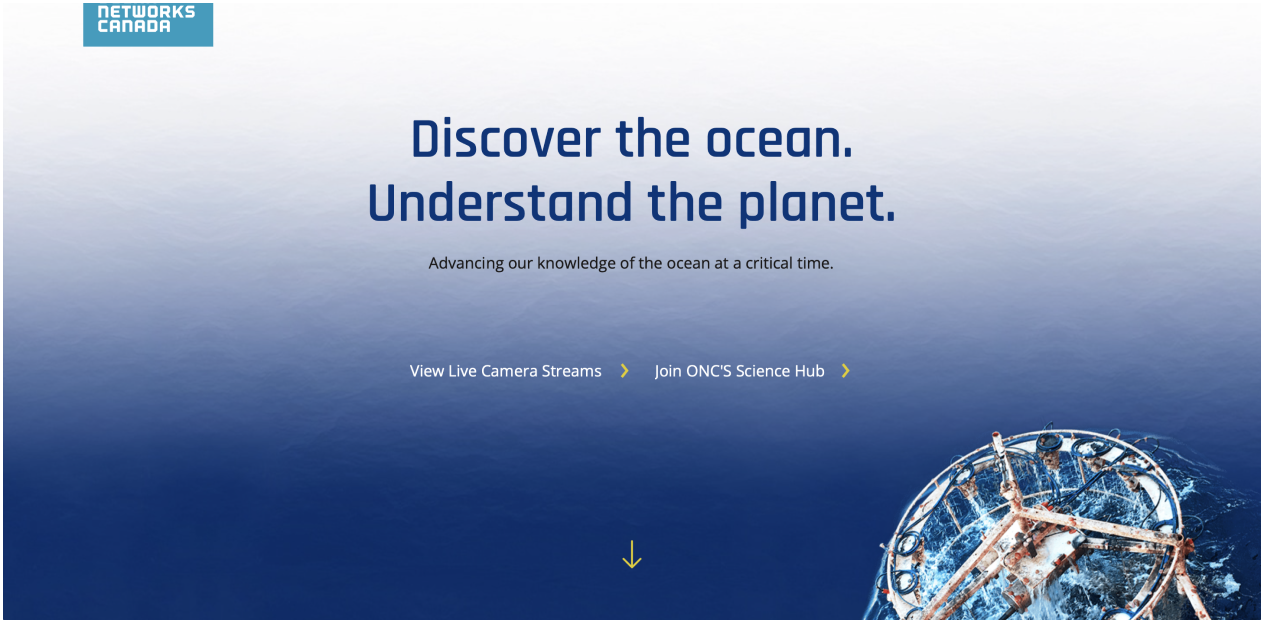 NETWORKS
CANADA
Discover the ocean.
Understand the planet.
Advancing our knowledge of the ocean at a critical time.
View Live Camera Streams
Join ONC'S Science Hub